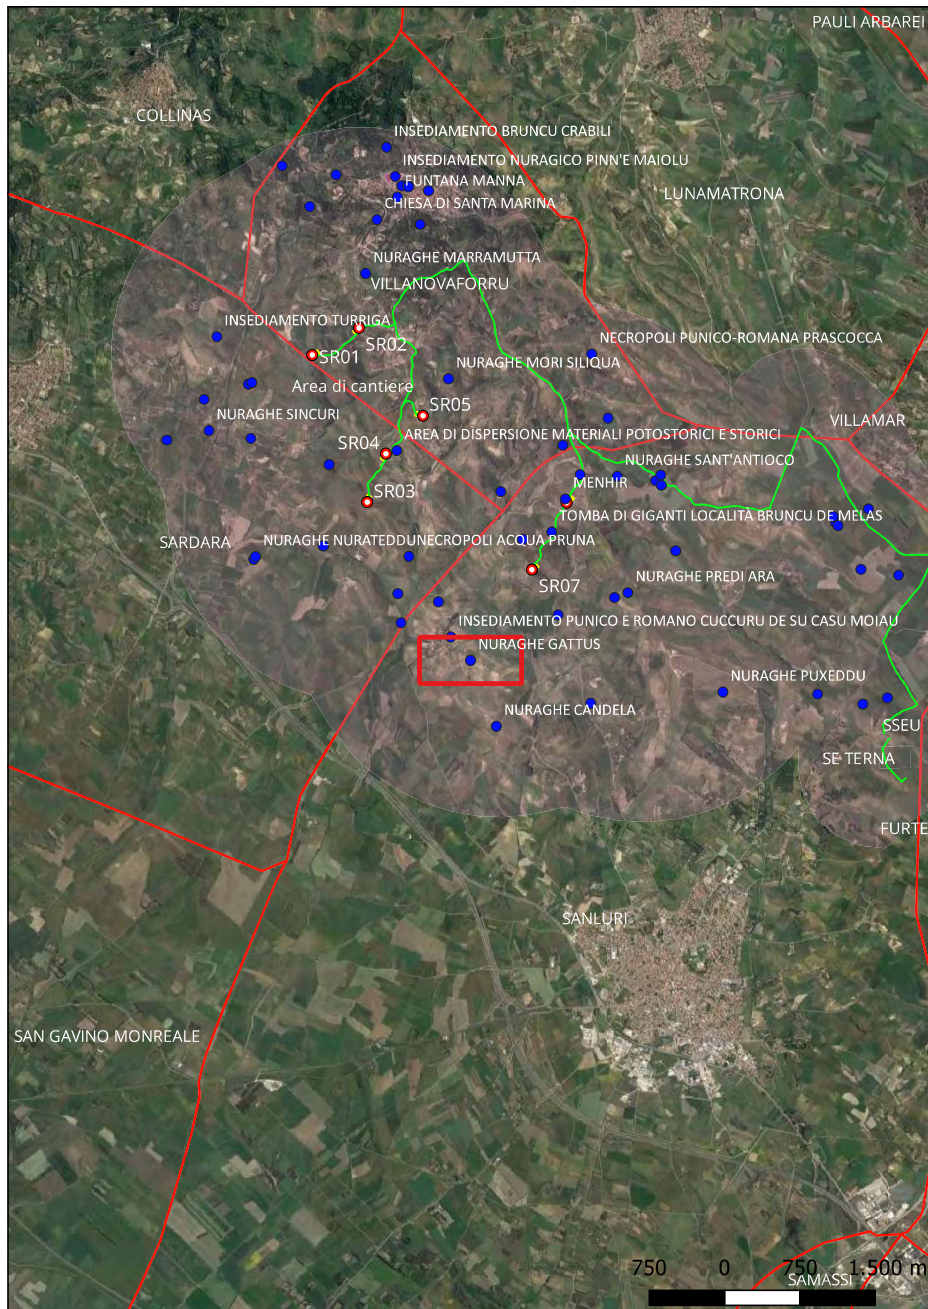 PAULI ARBAREI
COLLINAS
INSEDIAMENTO BRUNCU CRABILI
INSEDIAMENTO NURAGICO PINN'E MAIOLU
FUNTANA MANNA
LUNAMATRONA
CHIESA DI SANTA MARINA
NURAGHE MARRAMUTTA
VILLANOVAFORRU
INSEDIAMENTO TURRIGA
SR02
NECROPOLI PUNICO-ROMANA PRASCOCCA
SR01
NURAGHE MORI SILIQUA
Area di cantiere
SR05
NURAGHE SINCURI
VILLAMAR
AREA DI DISPERSIONE MATERIALI POTOSTORICI E STORICI
SR04
NURAGHE SANT'ANTIOCO
MENHIR
SR03
TOMBA DI GIGANTI LOCALITÀ BRUNCU DE MELAS
SARDARA
NURAGHE NURATEDDU
NECROPOLI ACQUA PRUNA
SR07
NURAGHE PREDI ARA
INSEDIAMENTO PUNICO E ROMANO CUCCURU DE SU CASU MOIAU
NURAGHE GATTUS
NURAGHE PUXEDDU
NURAGHE CANDELA
SSEU
SE TERNA
FURTE
SANLURI
SAN GAVINO MONREALE
750 0 750 1.500 m
SAMASSI